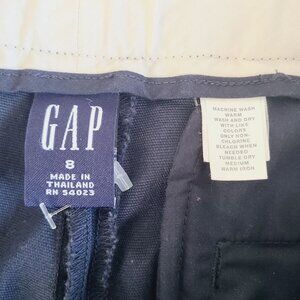 GAP
8
MADE IN
THAILAND
RN 54023
MACHINE WASH
WARM
WASH AND DRY
WITH LIKE
COLORS
ONLY NON-
CHLORINE
BLEACH WHEN
NEEDED
TUMBLE DRY
MEDIUM
WARM IRON